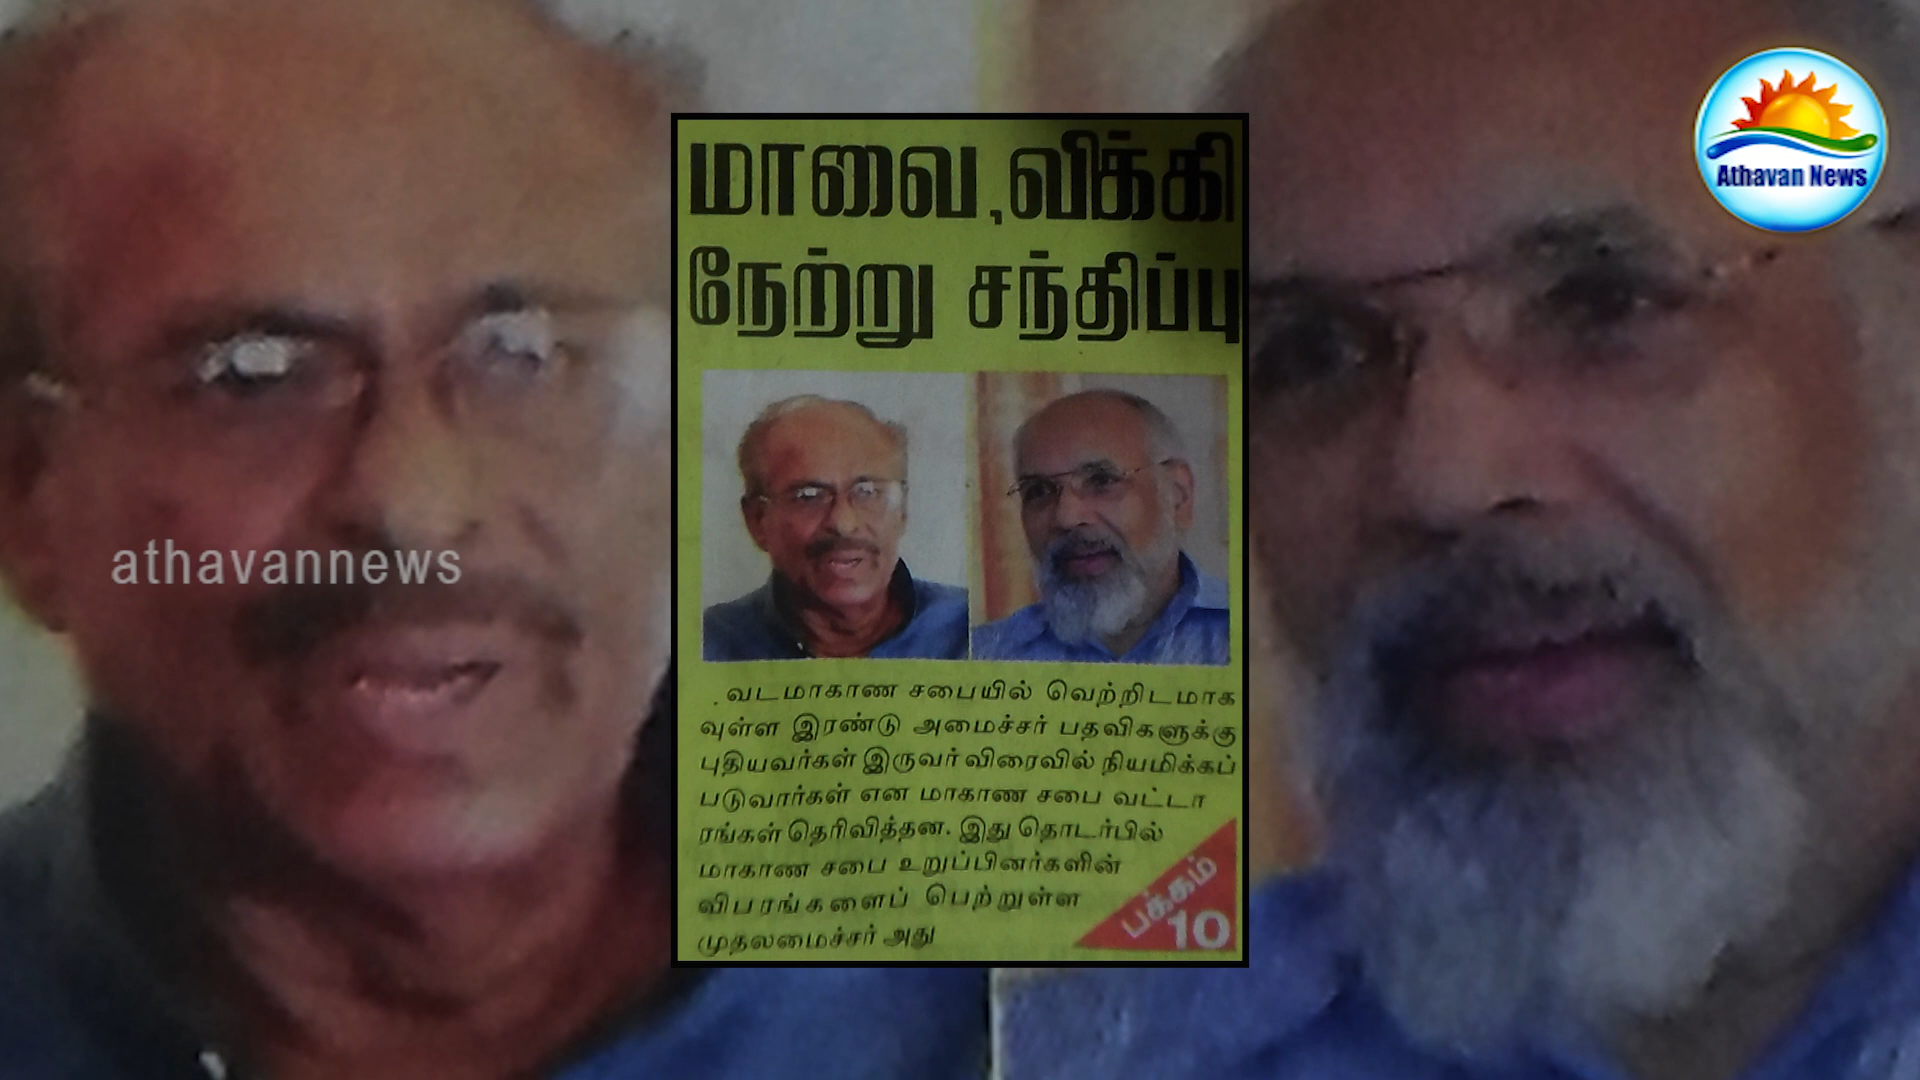 Athavan News
மாவை,விக்கி
நேற்று சந்திப்பு
athavannews
வடமாகாண சபையில் வெற்றிடமாக
வுள்ள இரண்டு அமைச்சர் பதவிகளுக்கு
புதியவர்கள் இருவர் விரைவில் நியமிக்கப்
படுவார்கள் என மாகாண சபை வட்டா
ரங்கள் தெரிவித்தன. இது தொடர்பில்
மாகாண சபை உறுப்பினர்களின்
விபரங்களைப் பெற்றுள்ள
முதலமைச்சர் அது
பக்கம்
10